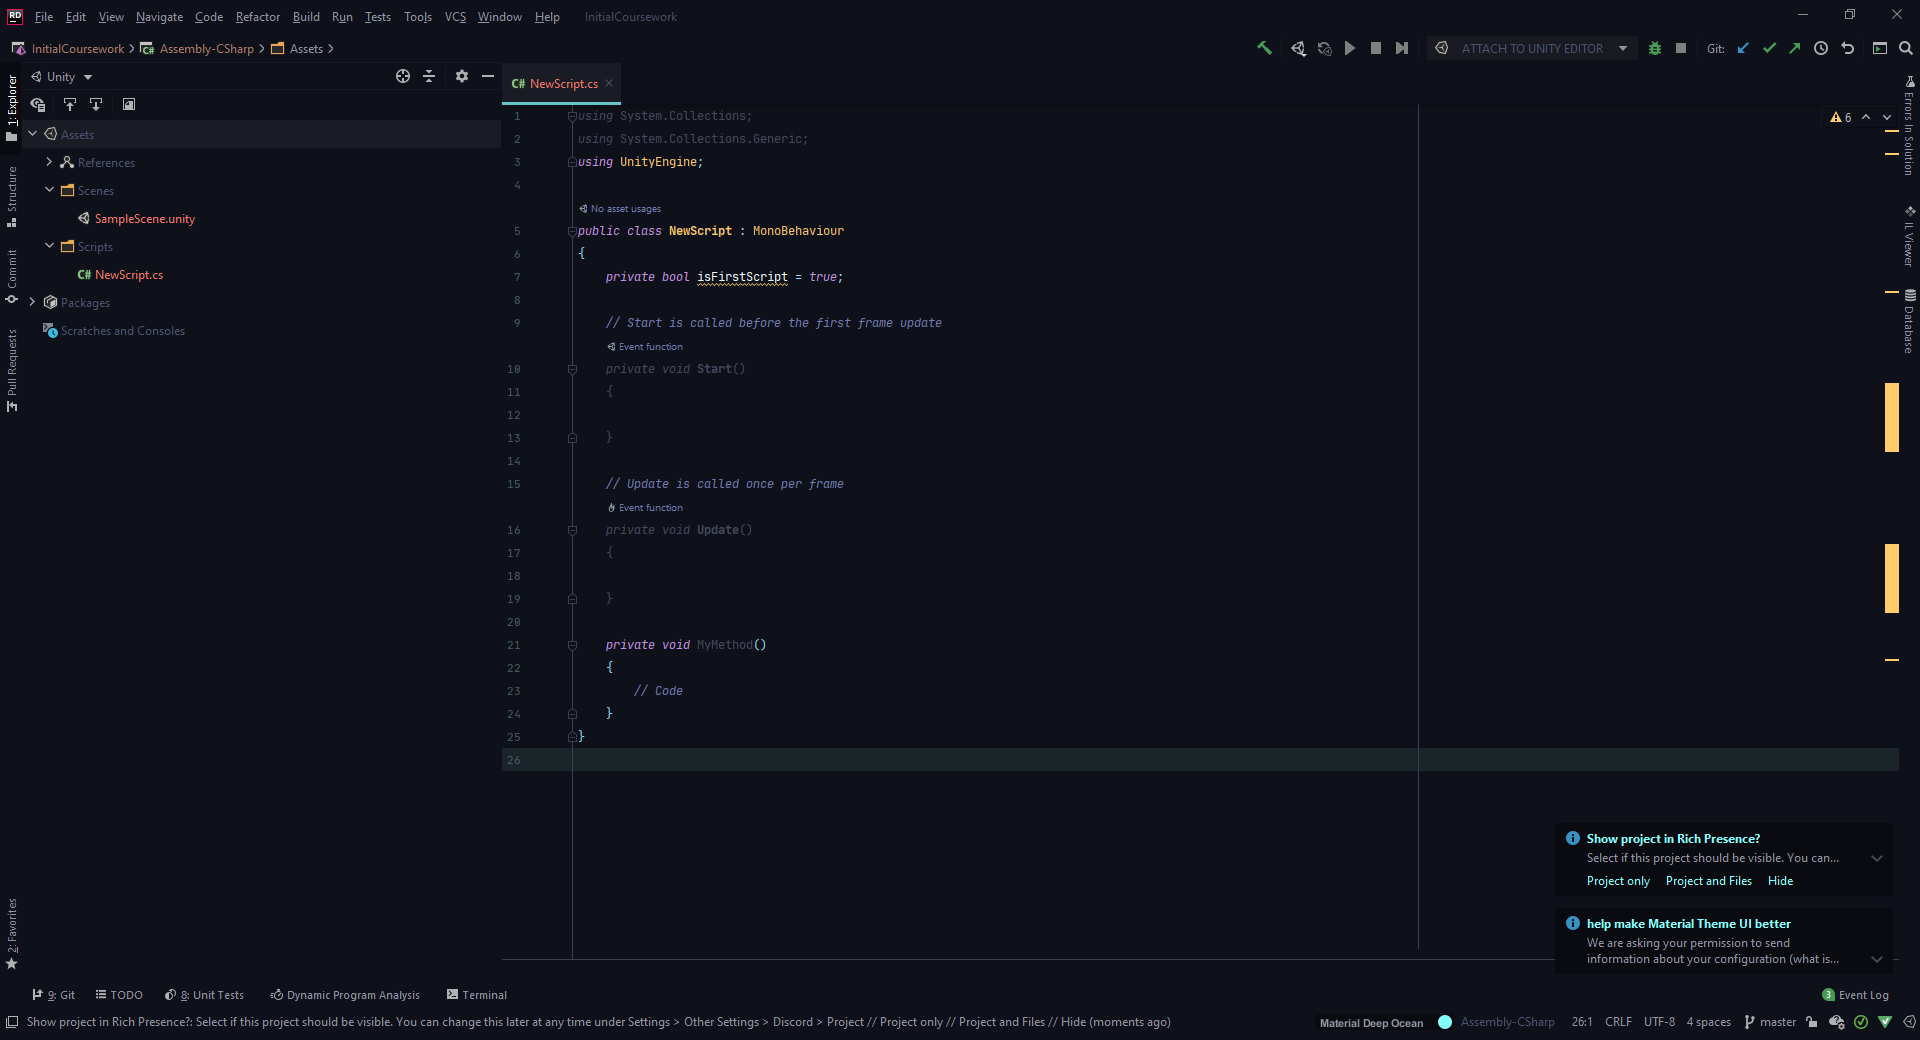 RD File Edit View Navigate Code Refactor Build Run Tests Tools VCS Window Help InitialCoursework
InitialCoursework Assembly-CSharp Assets
ATTACH TO UNITY EDITOR Git:
Unity
C# NewScript.cs
1: Explorer
Structure
Commit
Pull Requests
2: Favorites
Assets
References
Scenes
SampleScene.unity
Scripts
C# NewScript.cs
Packages
Scratches and Consoles
1 using System.Collections;
2 using System.Collections.Generic;
3 using UnityEngine;
4
No asset usages
5 public class NewScript : MonoBehaviour
6 {
7 private bool isFirstScript = true;
8
9 // Start is called before the first frame update
Event function
10 private void Start()
11 {
12
13 }
14
15 // Update is called once per frame
Event function
16 private void Update()
17 {
18
19 }
20
21 private void MyMethod()
22 {
23 // Code
24 }
25 }
26
6
Errors In Solution
IL Viewer
Database
Show project in Rich Presence?
Select if this project should be visible. You can...
Project only Project and Files Hide
help make Material Theme UI better
We are asking your permission to send
information about your configuration (what is...
9: Git TODO 8: Unit Tests Dynamic Program Analysis Terminal
3 Event Log
Show project in Rich Presence?: Select if this project should be visible. You can change this later at any time under Settings > Other Settings > Discord > Project // Project only // Project and Files // Hide (moments ago)
Material Deep Ocean Assembly-CSharp 26:1 CRLF UTF-8 4 spaces master